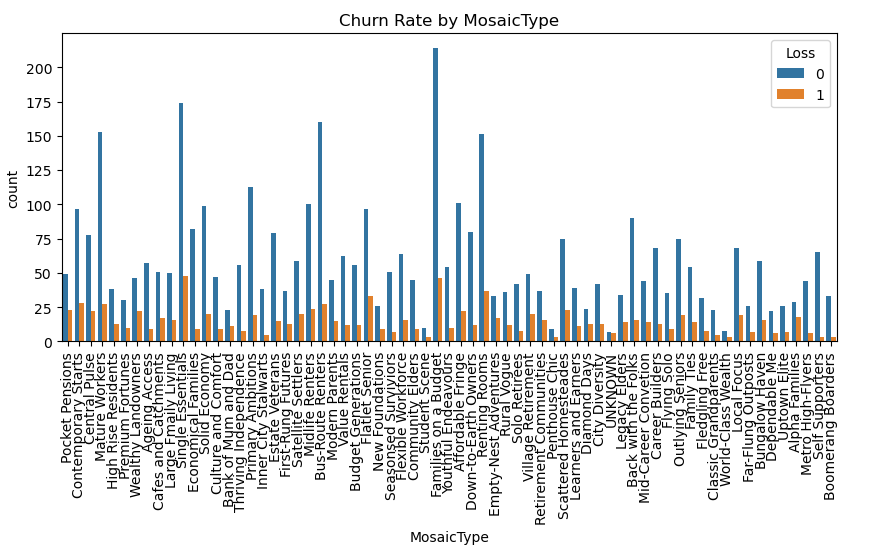 Churn Rate by MosaicType
Loss
0
1
count
200
175
150
125
100
75
50
25
0
Pocket Pensions
Contemporary Starts
Central Pulse
Mature Workers
High Rise Residents
Premium Fortunes
Wealthy Landowners
Ageing Access
Cafes and Catchments
Large Family Living
Single Essentials
Economical Families
Solid Economy
Culture and Comfort
Bank of Mum and Dad
Thriving Independence
Primary Ambitions
Inner City Stalwarts
Estate Veterans
First-Rung Futures
Satellite Settlers
Midlife Renters
Bus-Route Renters
Modern Parents
Value Rentals
Budget Generations
Flatlet Seniors
New Foundations
Seasoned Survivors
Flexible Workforce
Community Elders
Student Scene
Families on a Budget
Youthful Endeavours
Affordable Fringe
Down-to-Earth Owners
Renting Rooms
Empty-Nest Adventures
Rural Vogue
Solo Retirees
Village Retirement
Retirement Communities
Penthouse Chic
Scattered Homesteads
Learners and Earners
Diamond Days
City Diversity
UNKNOWN
Legacy Elders
Back with the Folks
Mid-Career Convention
Career Builders
Flying Solo
Outlying Seniors
Family Ties
Fledgling Free
Classic Grandparents
World-Class Wealth
Local Focus
Far-Flung Outposts
Bungalow Haven
Dependable Me
Uptown Elite
Alpha Families
Metro High-Flyers
Self Supporters
Boomerang Boarders
MosaicType